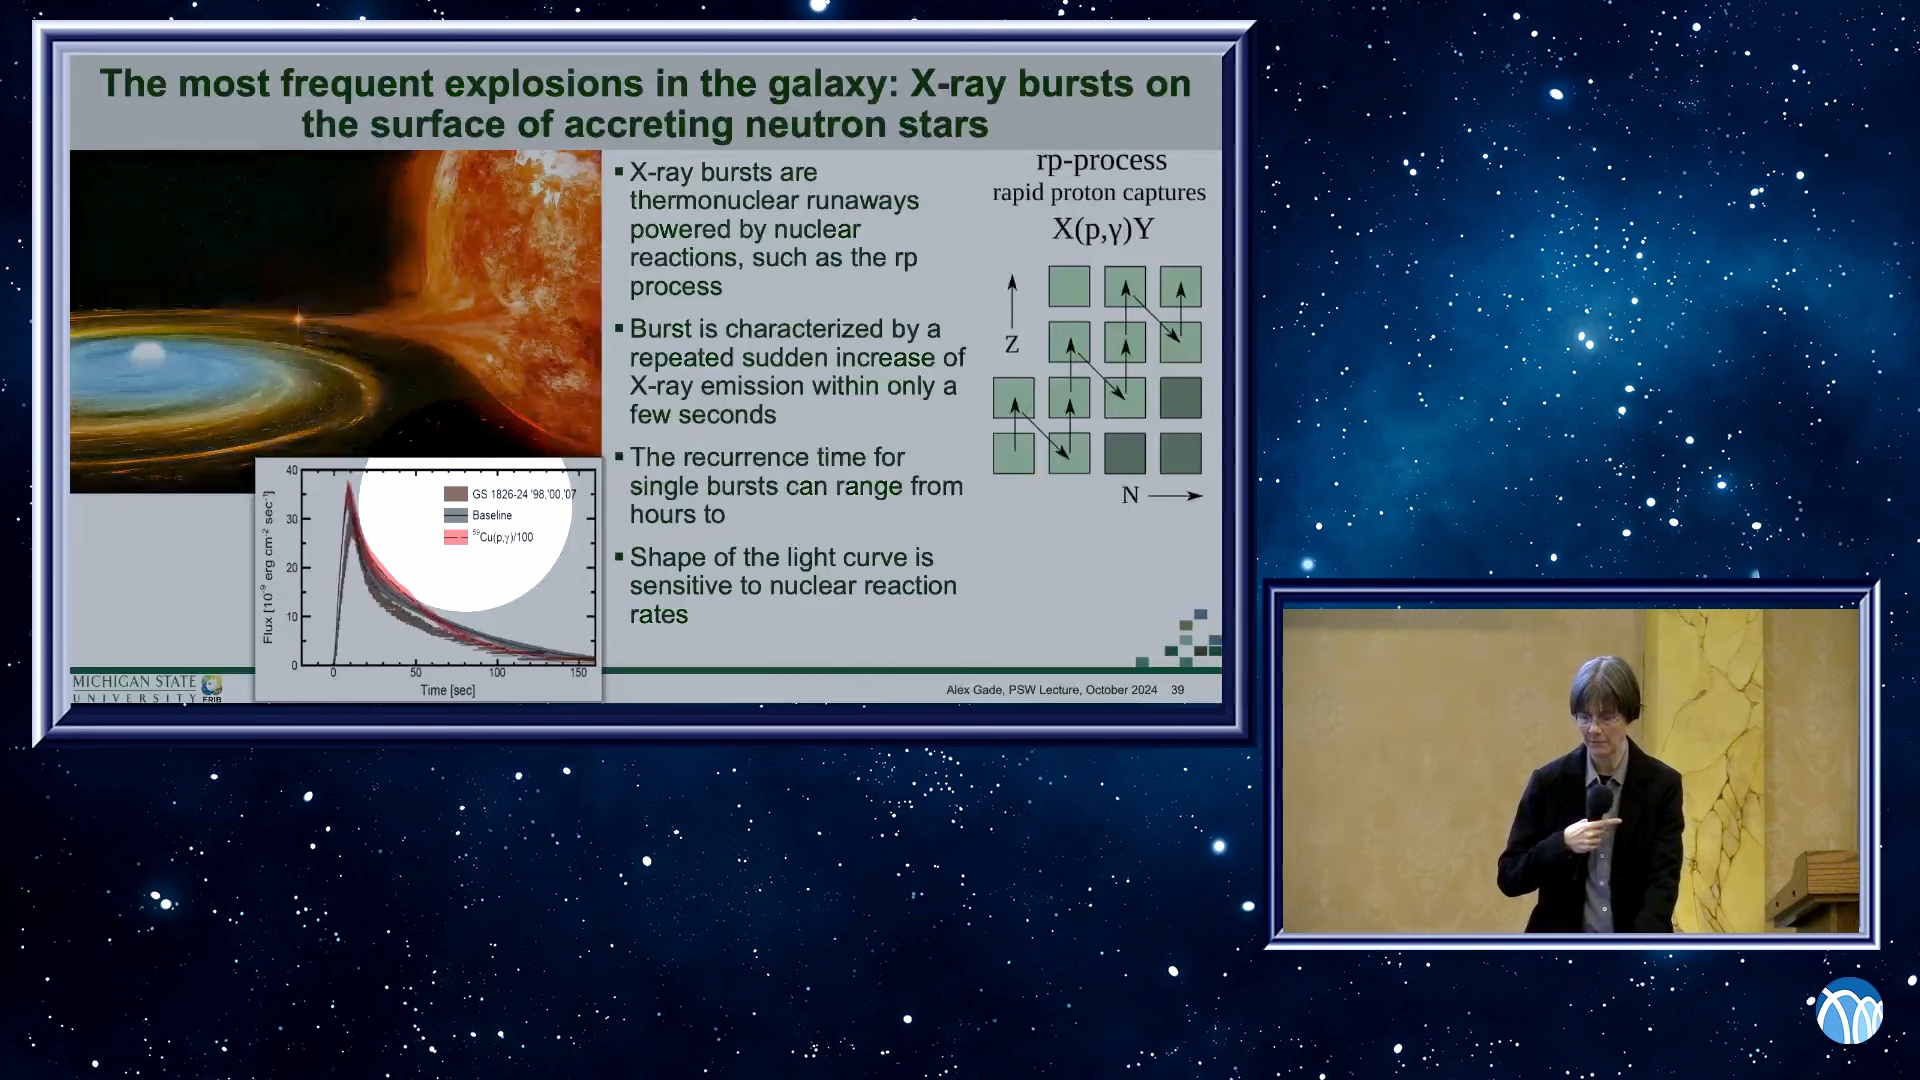 The most frequent explosions in the galaxy: X-ray bursts on
the surface of accreting neutron stars
▪ X-ray bursts are
thermonuclear runaways
powered by nuclear
reactions, such as the rp
process
▪ Burst is characterized by a
repeated sudden increase of
X-ray emission within only a
few seconds
▪ The recurrence time for
single bursts can range from
hours to
▪ Shape of the light curve is
sensitive to nuclear reaction
rates
rp-process
rapid proton captures
X(p,γ)Y
Z
N
40
30
20
10
0
Flux [10⁻⁹ erg cm⁻² sec⁻¹]
GS 1826-24 '98,'00,'07
Baseline
⁵⁹Cu(p,γ)/100
0 50 100 150
Time [sec]
MICHIGAN STATE
UNIVERSITY
FRIB
Alex Gade, PSW Lecture, October 2024 39